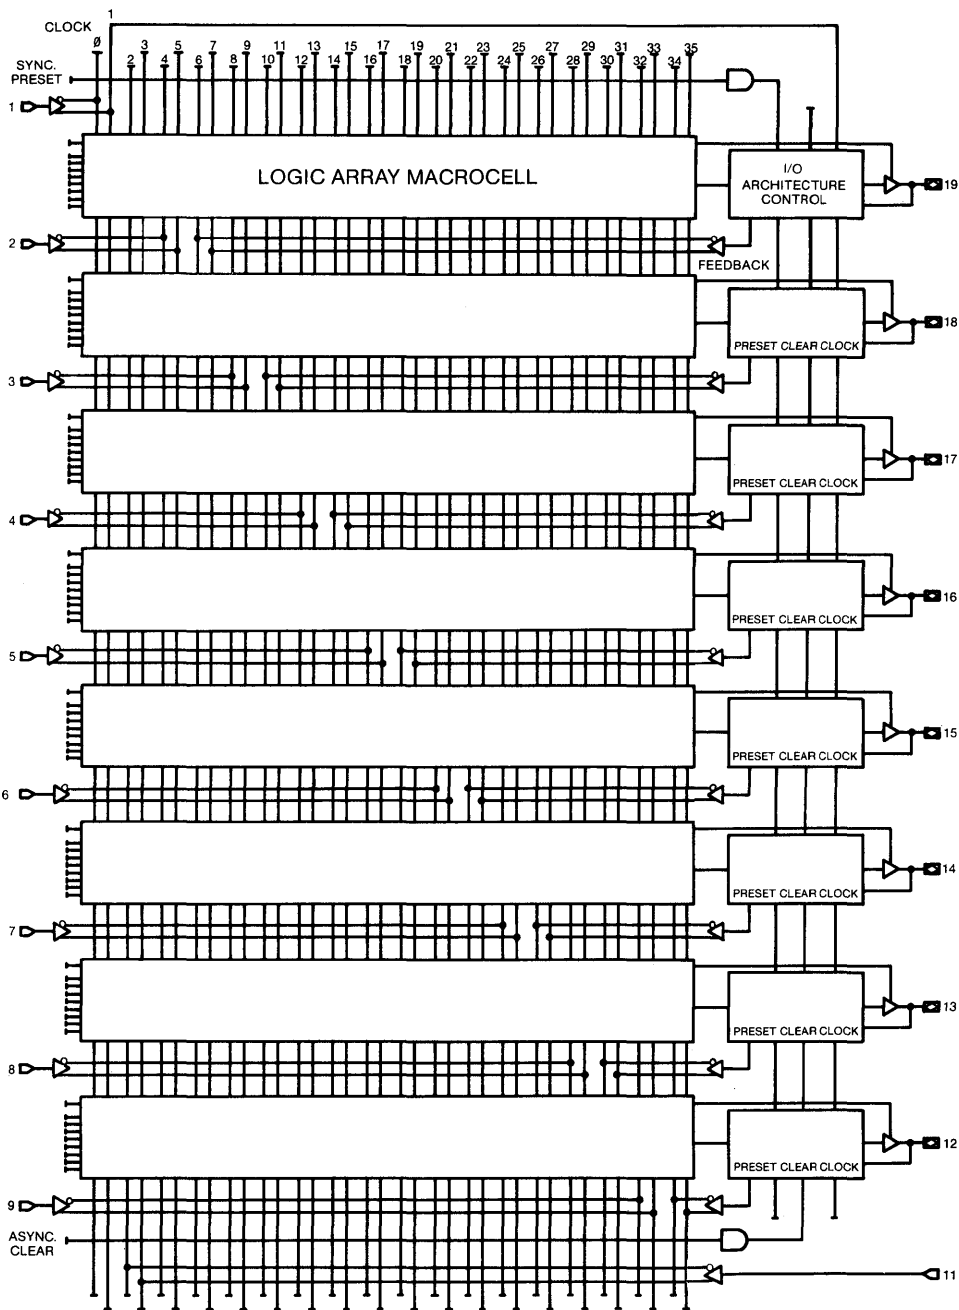 1
CLOCK
Ø 3 5 7 9 11 13 15 17 19 21 23 25 27 29 31 33 35
2 4 6 8 10 12 14 16 18 20 22 24 26 28 30 32 34
SYNC.
PRESET
1
LOGIC ARRAY MACROCELL
I/O
ARCHITECTURE
CONTROL
19
2
FEEDBACK
18
PRESET CLEAR CLOCK
3
17
PRESET CLEAR CLOCK
4
16
PRESET CLEAR CLOCK
5
15
PRESET CLEAR CLOCK
6
14
PRESET CLEAR CLOCK
7
13
PRESET CLEAR CLOCK
8
12
PRESET CLEAR CLOCK
9
ASYNC.
CLEAR
11